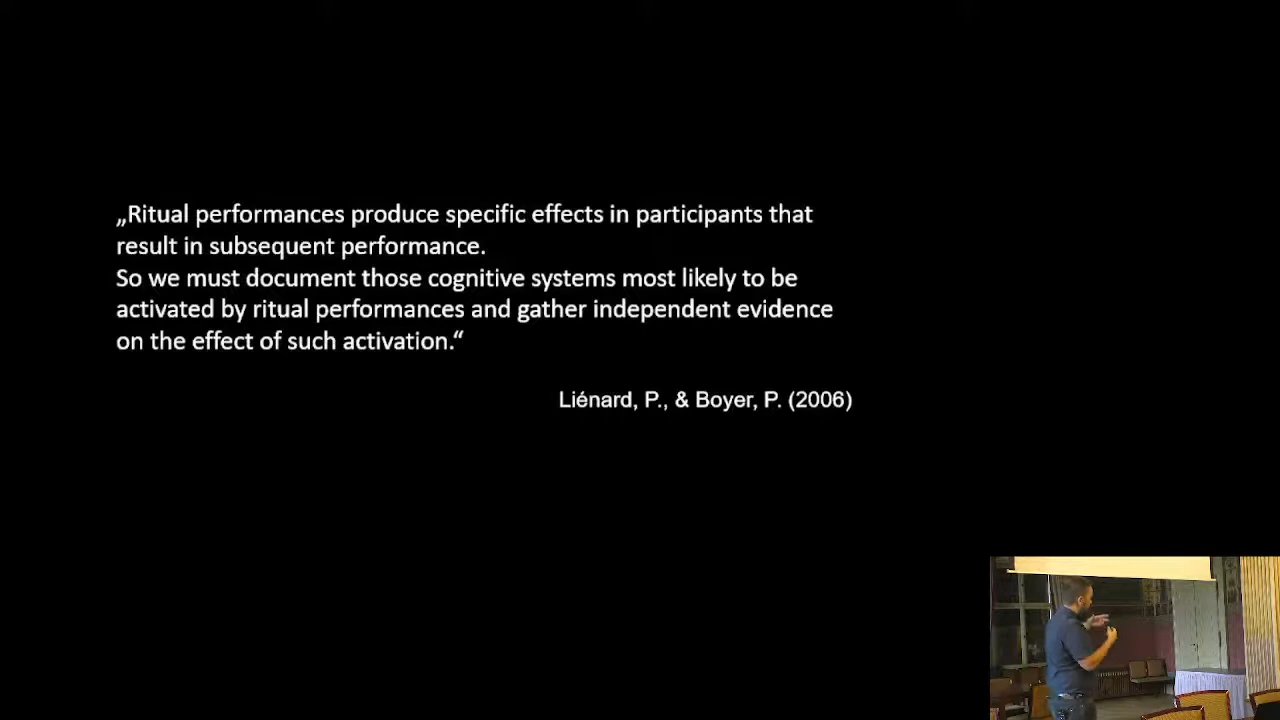 „Ritual performances produce specific effects in participants that
result in subsequent performance.
So we must document those cognitive systems most likely to be
activated by ritual performances and gather independent evidence
on the effect of such activation.“
Liénard, P., & Boyer, P. (2006)